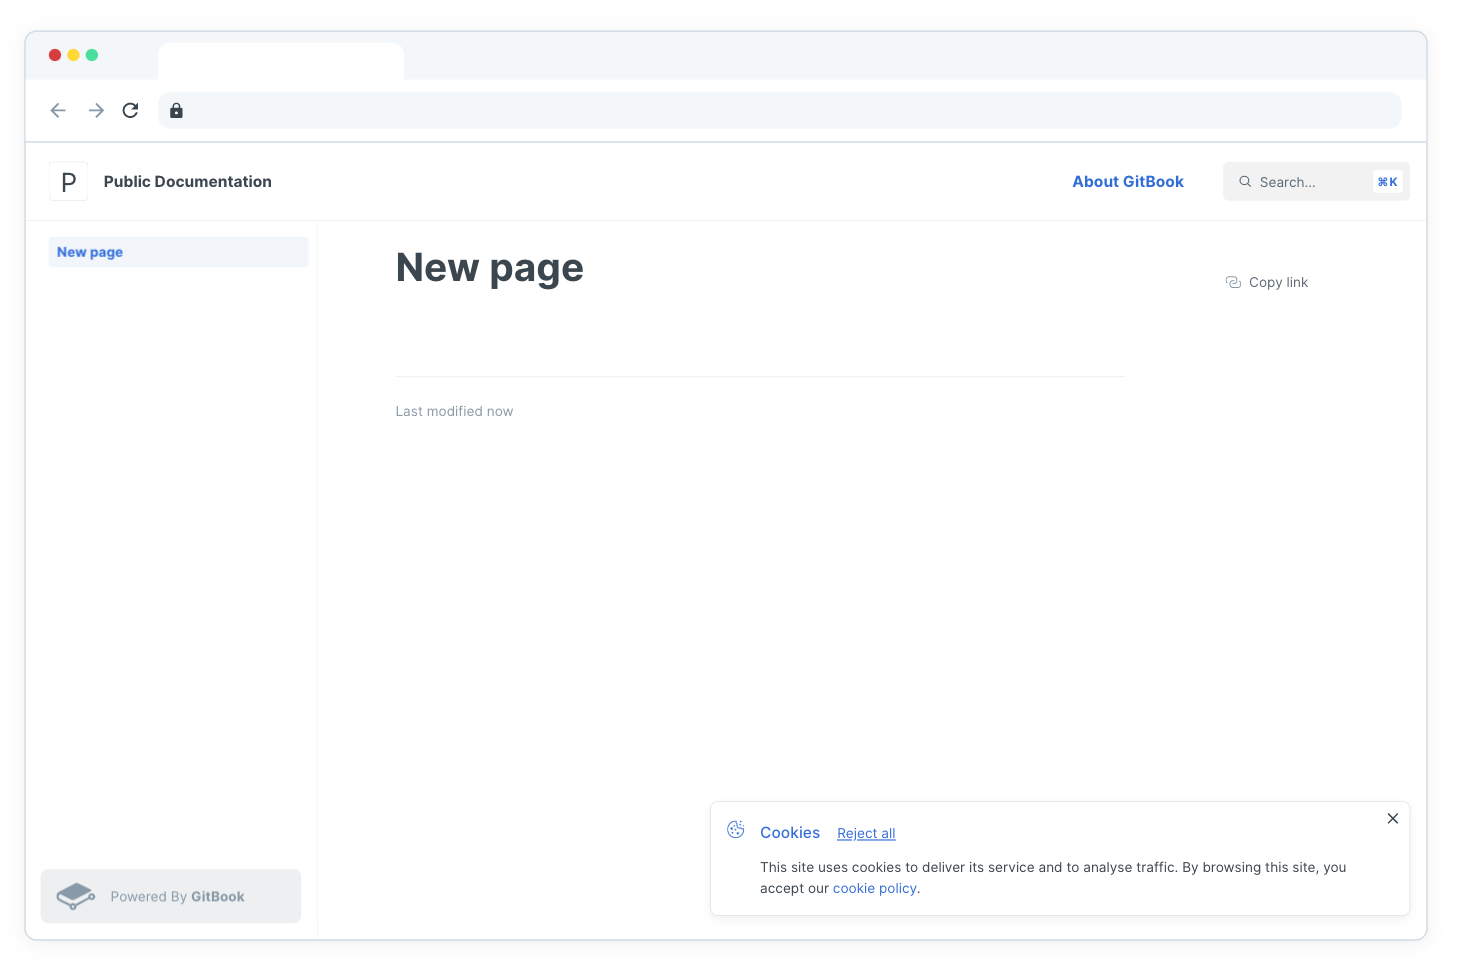 P
Public Documentation
About GitBook
Search...
⌘K
New page
New page
Copy link
Last modified now
Cookies
Reject all
This site uses cookies to deliver its service and to analyse traffic. By browsing this site, you
accept our cookie policy.
Powered By GitBook